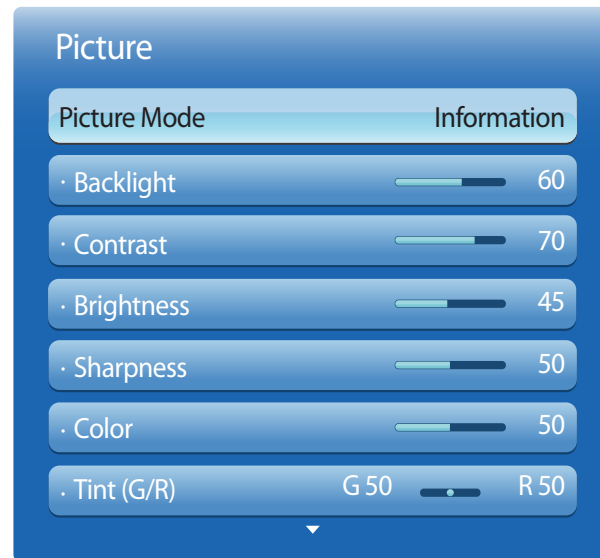 Picture
Picture Mode Information
· Backlight 60
· Contrast 70
· Brightness 45
· Sharpness 50
· Color 50
· Tint (G/R) G 50 R 50